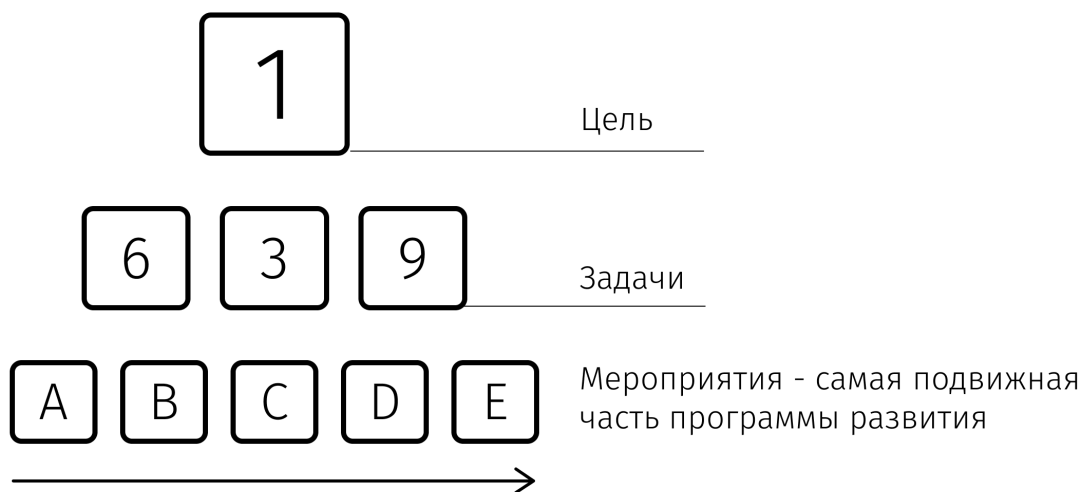 1
Цель
6 3 9
Задачи
A B C D E
Мероприятия - самая подвижная
часть программы развития